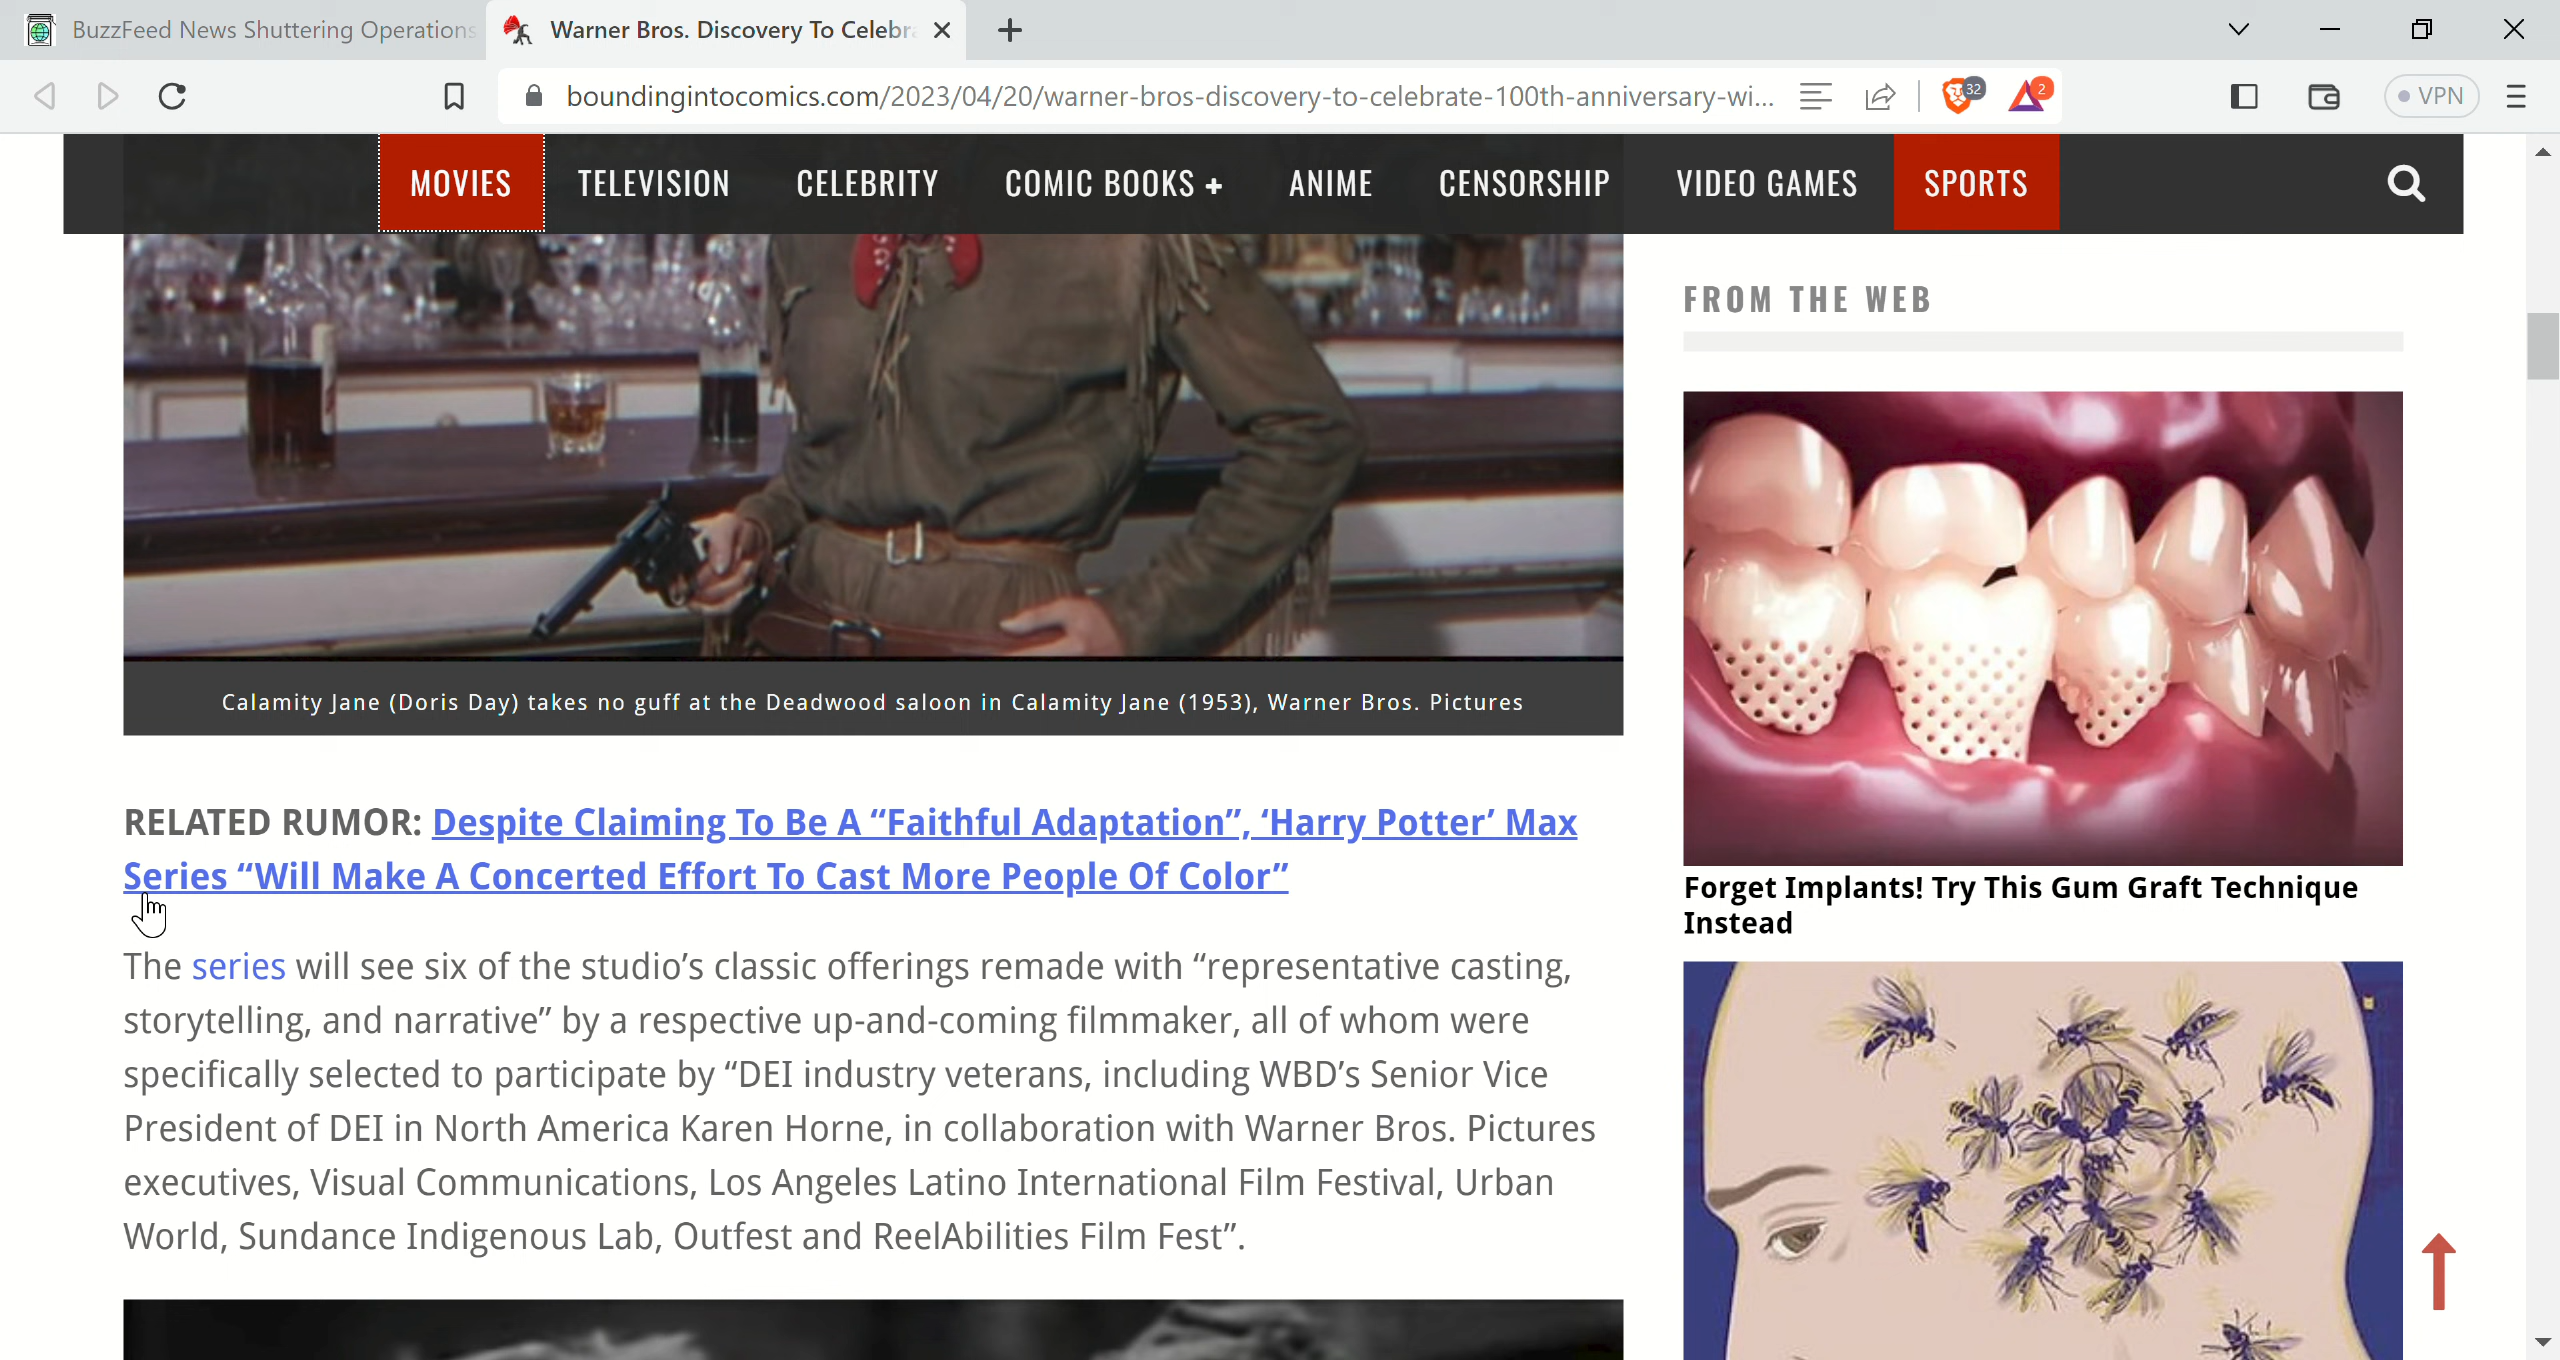 BuzzFeed News Shuttering Operations
Warner Bros. Discovery To Celebra
boundingintocomics.com/2023/04/20/warner-bros-discovery-to-celebrate-100th-anniversary-wi...
32
2
VPN
MOVIES
TELEVISION
CELEBRITY
COMIC BOOKS +
ANIME
CENSORSHIP
VIDEO GAMES
SPORTS
Calamity Jane (Doris Day) takes no guff at the Deadwood saloon in Calamity Jane (1953), Warner Bros. Pictures
RELATED RUMOR: Despite Claiming To Be A “Faithful Adaptation”, ‘Harry Potter’ Max
Series “Will Make A Concerted Effort To Cast More People Of Color”
The series will see six of the studio’s classic offerings remade with “representative casting,
storytelling, and narrative” by a respective up-and-coming filmmaker, all of whom were
specifically selected to participate by “DEI industry veterans, including WBD’s Senior Vice
President of DEI in North America Karen Horne, in collaboration with Warner Bros. Pictures
executives, Visual Communications, Los Angeles Latino International Film Festival, Urban
World, Sundance Indigenous Lab, Outfest and ReelAbilities Film Fest”.
FROM THE WEB
Forget Implants! Try This Gum Graft Technique
Instead